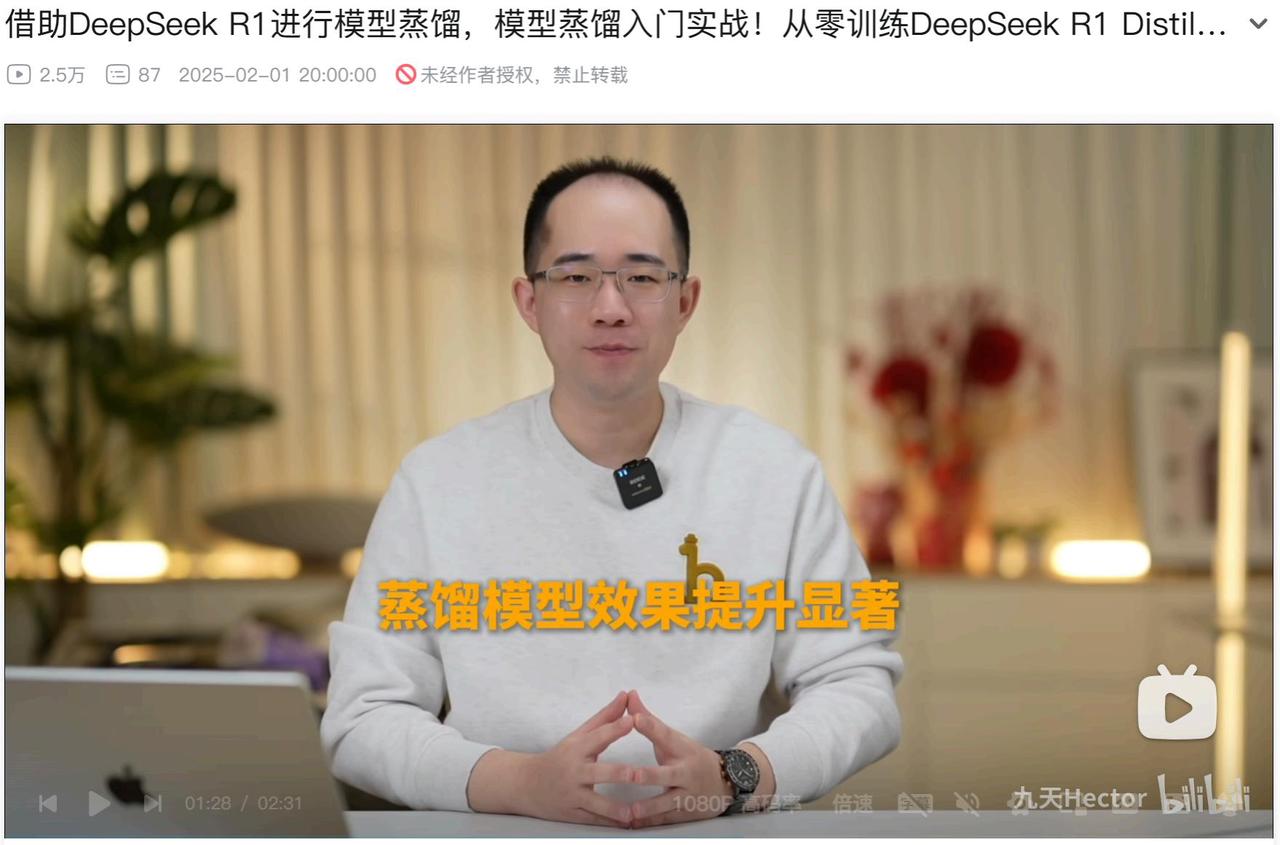 借助DeepSeek R1进行模型蒸馏，模型蒸馏入门实战！从零训练DeepSeek R1 Distil...
2.5万 87 2025-02-01 20:00:00 未经作者授权，禁止转载
h
蒸馏模型效果提升显著
01:28 / 02:31 1080P 高码率 倍速
九天Hector bilibili